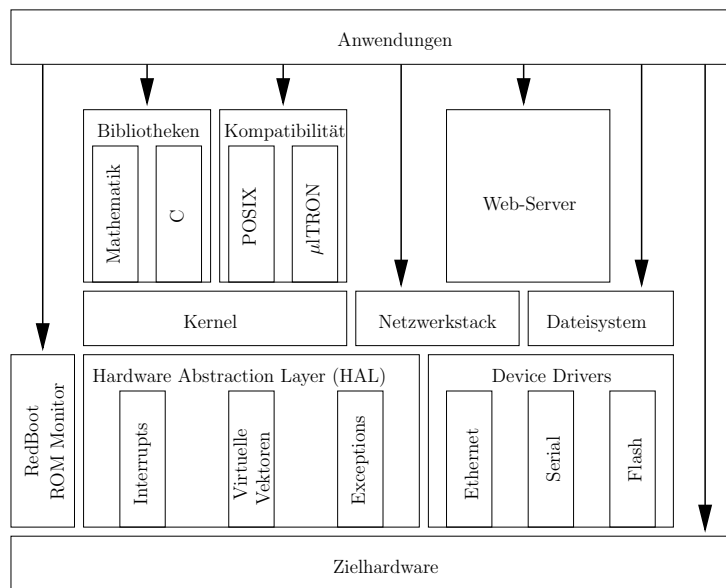 Anwendungen
Bibliotheken
Kompatibilität
Mathematik
C
POSIX
µlTRON
Web-Server
Kernel
Netzwerkstack
Dateisystem
RedBoot
ROM Monitor
Hardware Abstraction Layer (HAL)
Interrupts
Virtuelle
Vektoren
Exceptions
Device Drivers
Ethernet
Serial
Flash
Zielhardware